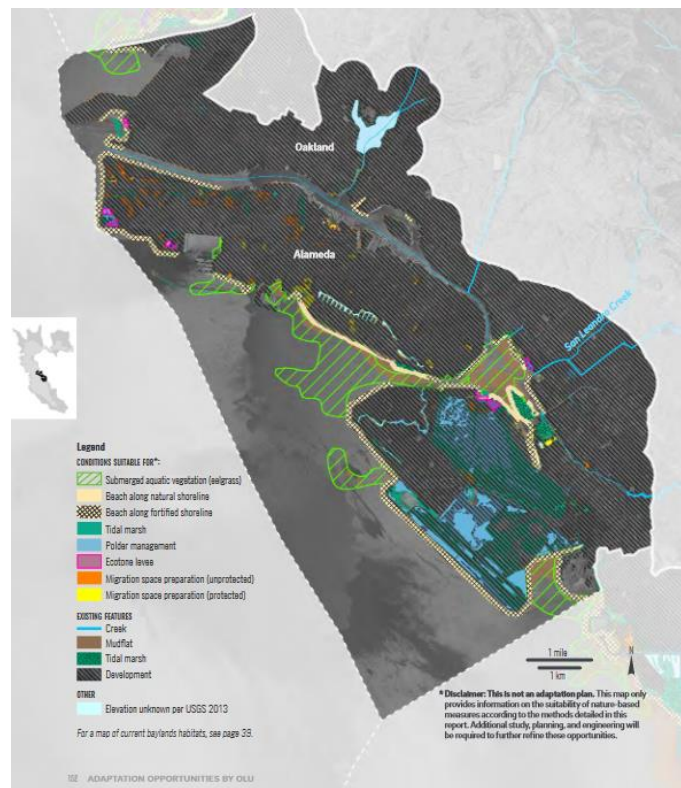 Oakland
Alameda
San Leandro Creek
Legend
CONDITIONS SUITABLE FOR*:
Submerged aquatic vegetation (eelgrass)
Beach along natural shoreline
Beach along fortified shoreline
Tidal marsh
Polder management
Ecotone levee
Migration space preparation (unprotected)
Migration space preparation (protected)
EXISTING FEATURES
Creek
Mudflat
Tidal marsh
Development
OTHER
Elevation unknown per USGS 2013
For a map of current baylands habitats, see page 39.
1 mile
N
1 km
* Disclaimer: This is not an adaptation plan. This map only
provides information on the suitability of nature-based
measures according to the methods detailed in this
report. Additional study, planning, and engineering will
be required to further refine these opportunities.
152 ADAPTATION OPPORTUNITIES BY OLU